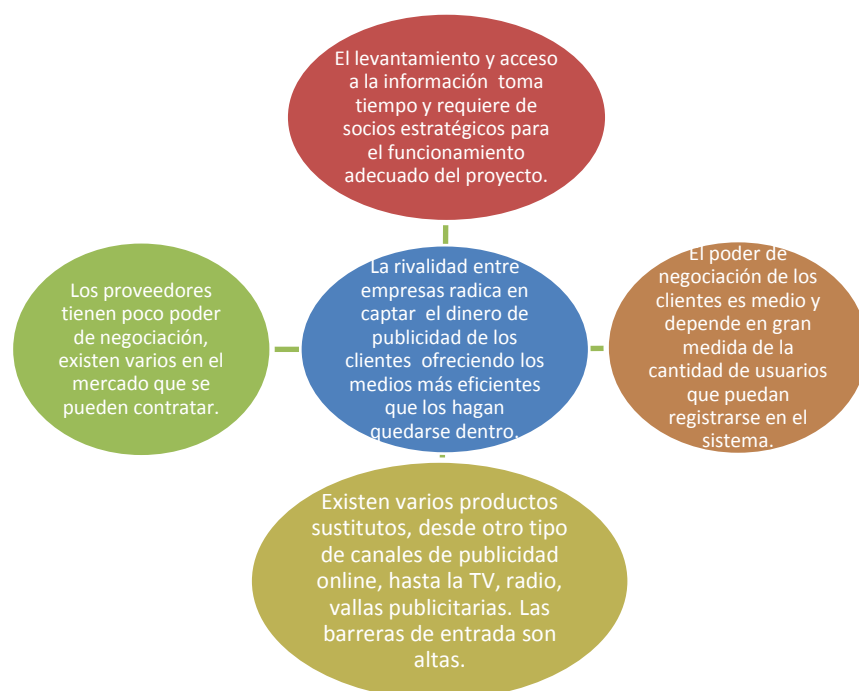 El levantamiento y acceso
a la información toma
tiempo y requiere de
socios estratégicos para
el funcionamiento
adecuado del proyecto.
Los proveedores
tienen poco poder
de negociación,
existen varios en el
mercado que se
pueden contratar.
La rivalidad entre
empresas radica en
captar el dinero de
publicidad de los
clientes ofreciendo los
medios más eficientes
que los hagan
quedarse dentro.
El poder de
negociación de los
clientes es medio y
depende en gran
medida de la
cantidad de usuarios
que puedan
registrarse en el
sistema.
Existen varios productos
sustitutos, desde otro tipo
de canales de publicidad
online, hasta la TV, radio,
vallas publicitarias. Las
barreras de entrada son
altas.